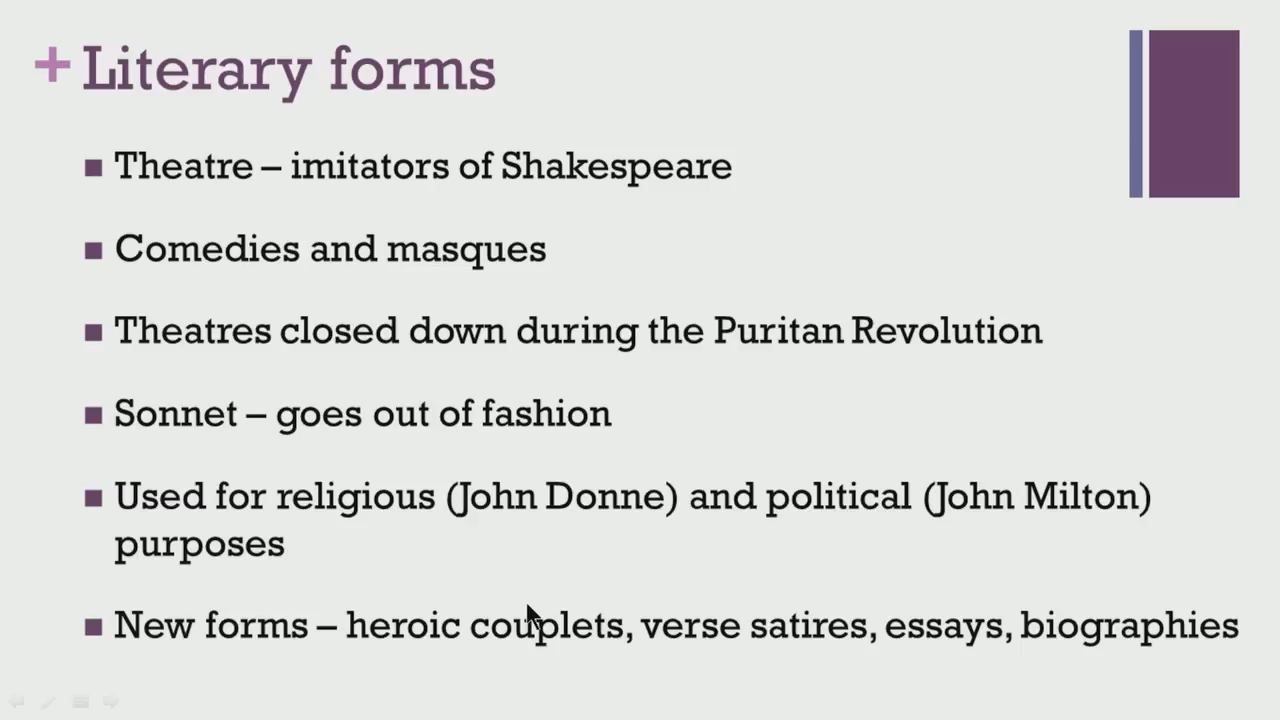 + Literary forms
■ Theatre – imitators of Shakespeare
■ Comedies and masques
■ Theatres closed down during the Puritan Revolution
■ Sonnet – goes out of fashion
■ Used for religious (John Donne) and political (John Milton)
purposes
■ New forms – heroic couplets, verse satires, essays, biographies